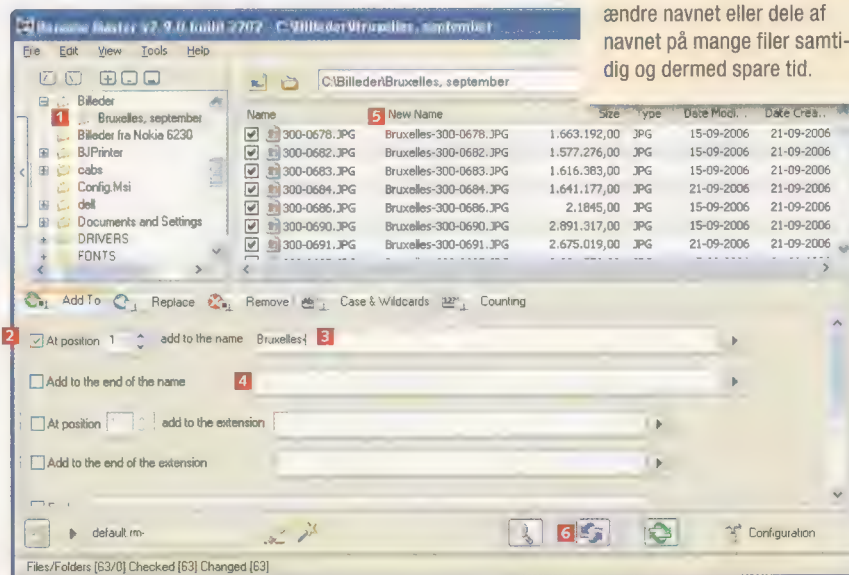 Rename Master v2.9.0 build 2707 - C:\Billeder\Bruxelles, september
ændre navnet eller dele af
navnet på mange filer samti-
dig og dermed spare tid.
File Edit View Tools Help
C:\Billeder\Bruxelles, september
Billeder
1 Bruxelles, september
Billeder fra Nokia 6230
BJPrinter
cabs
Config.Msi
dell
Documents and Settings
DRIVERS
FONTS
Name 5 New Name Size Type Date Modi... Date Crea...
300-0678.JPG Bruxelles-300-0678.JPG 1.663.192,00 JPG 15-09-2006 21-09-2006
300-0682.JPG Bruxelles-300-0682.JPG 1.577.276,00 JPG 15-09-2006 21-09-2006
300-0683.JPG Bruxelles-300-0683.JPG 1.616.383,00 JPG 15-09-2006 21-09-2006
300-0684.JPG Bruxelles-300-0684.JPG 1.641.177,00 JPG 21-09-2006 21-09-2006
300-0686.JPG Bruxelles-300-0686.JPG 2.1845,00 JPG 15-09-2006 21-09-2006
300-0690.JPG Bruxelles-300-0690.JPG 2.891.317,00 JPG 15-09-2006 21-09-2006
300-0691.JPG Bruxelles-300-0691.JPG 2.675.019,00 JPG 21-09-2006 21-09-2006
Add To Replace Remove Case & Wildcards Counting
2 At position 1 add to the name Bruxelles- 3
Add to the end of the name 4
At position add to the extension
Add to the end of the extension
default.rm- 6 Configuration
Files/Folders [63/0] Checked [63] Changed [63]